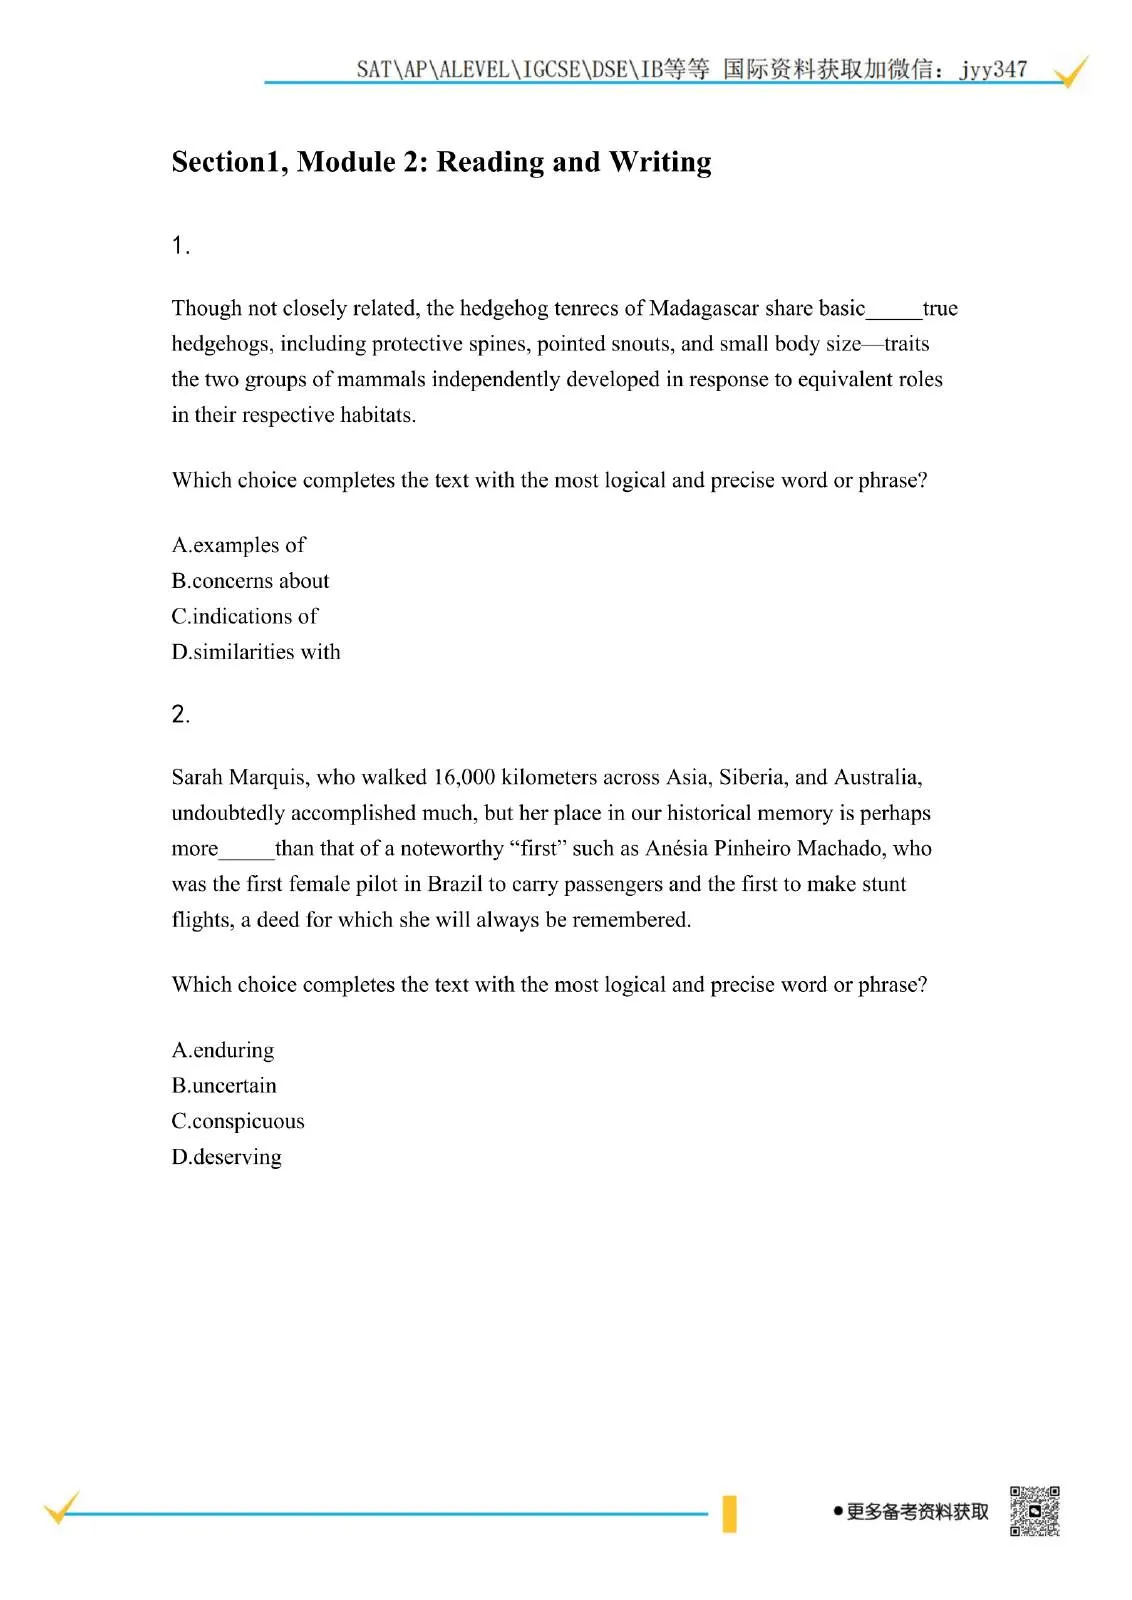 SAT\AP\ALEVEL\IGCSE\DSE\IB等等 国际资料获取加微信：jyy347
Section1, Module 2: Reading and Writing
1.
Though not closely related, the hedgehog tenrecs of Madagascar share basic_____true
hedgehogs, including protective spines, pointed snouts, and small body size—traits
the two groups of mammals independently developed in response to equivalent roles
in their respective habitats.
Which choice completes the text with the most logical and precise word or phrase?
A.examples of
B.concerns about
C.indications of
D.similarities with
2.
Sarah Marquis, who walked 16,000 kilometers across Asia, Siberia, and Australia,
undoubtedly accomplished much, but her place in our historical memory is perhaps
more_____than that of a noteworthy “first” such as Anésia Pinheiro Machado, who
was the first female pilot in Brazil to carry passengers and the first to make stunt
flights, a deed for which she will always be remembered.
Which choice completes the text with the most logical and precise word or phrase?
A.enduring
B.uncertain
C.conspicuous
D.deserving
●更多备考资料获取